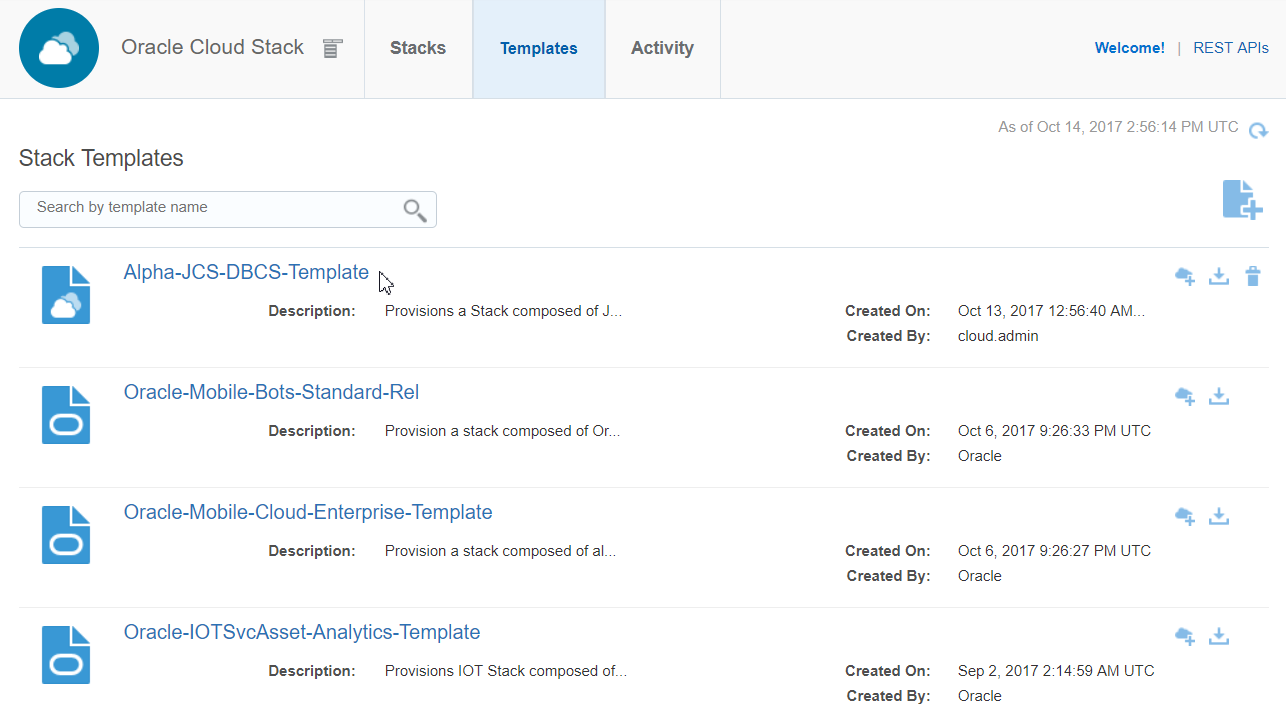 Oracle Cloud Stack
Stacks
Templates
Activity
Welcome! | REST APIs
As of Oct 14, 2017 2:56:14 PM UTC
Stack Templates
Search by template name
Alpha-JCS-DBCS-Template
Description: Provisions a Stack composed of J... Created On: Oct 13, 2017 12:56:40 AM...
Created By: cloud.admin
Oracle-Mobile-Bots-Standard-Rel
Description: Provision a stack composed of Or... Created On: Oct 6, 2017 9:26:33 PM UTC
Created By: Oracle
Oracle-Mobile-Cloud-Enterprise-Template
Description: Provision a stack composed of al... Created On: Oct 6, 2017 9:26:27 PM UTC
Created By: Oracle
Oracle-IOTSvcAsset-Analytics-Template
Description: Provisions IOT Stack composed of... Created On: Sep 2, 2017 2:14:59 AM UTC
Created By: Oracle